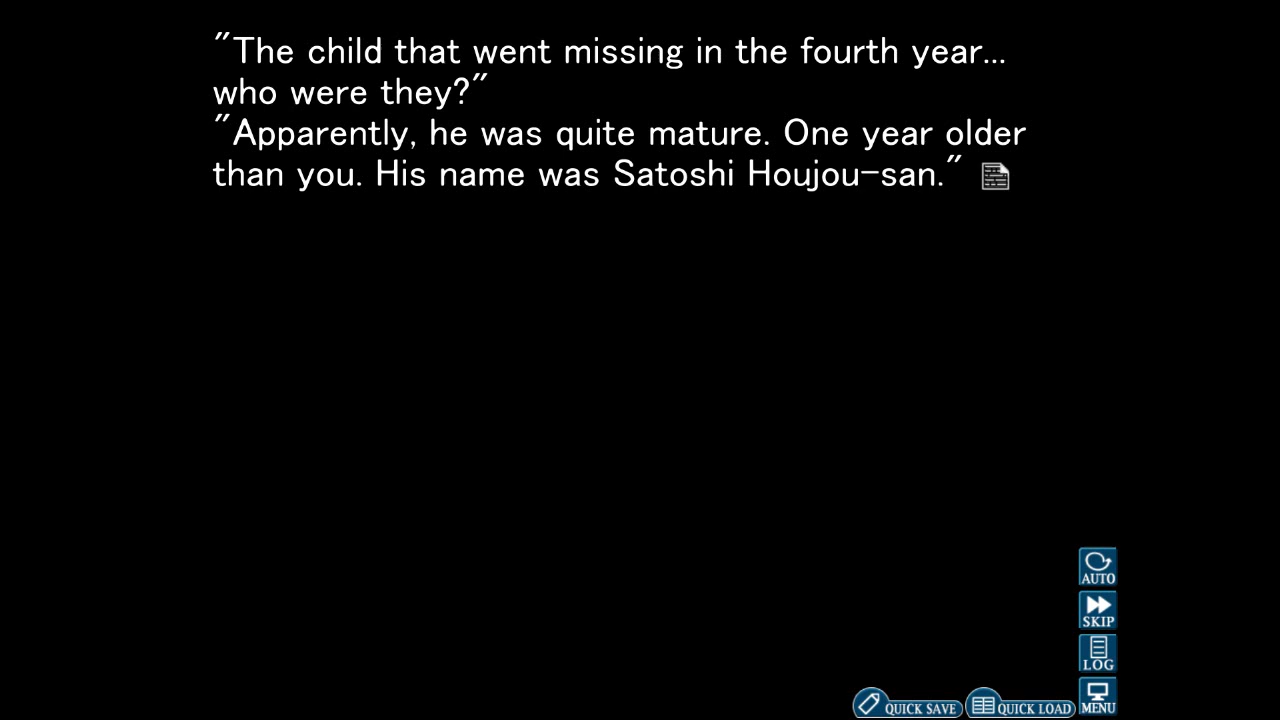 "The child that went missing in the fourth year...
who were they?"
"Apparently, he was quite mature. One year older
than you. His name was Satoshi Houjou-san."
AUTO
SKIP
LOG
MENU
QUICK SAVE
QUICK LOAD